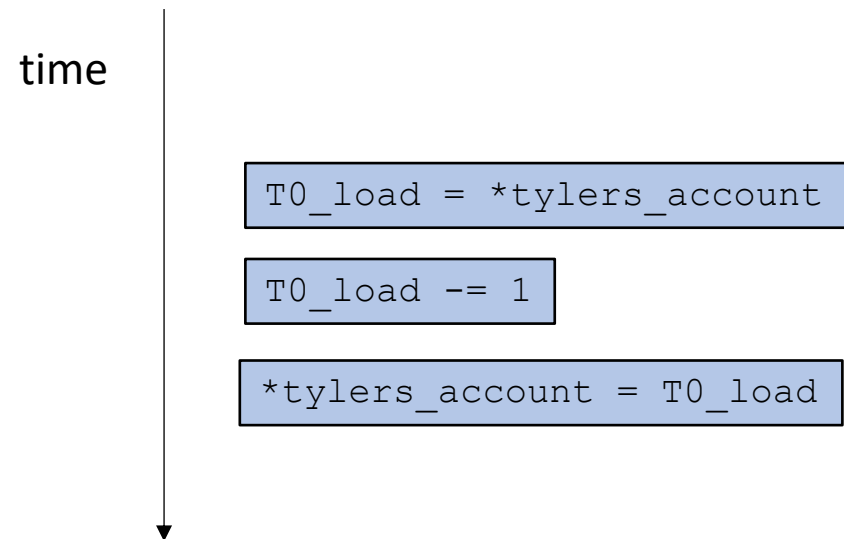 time
T0_load = *tylers_account
T0_load -= 1
*tylers_account = T0_load